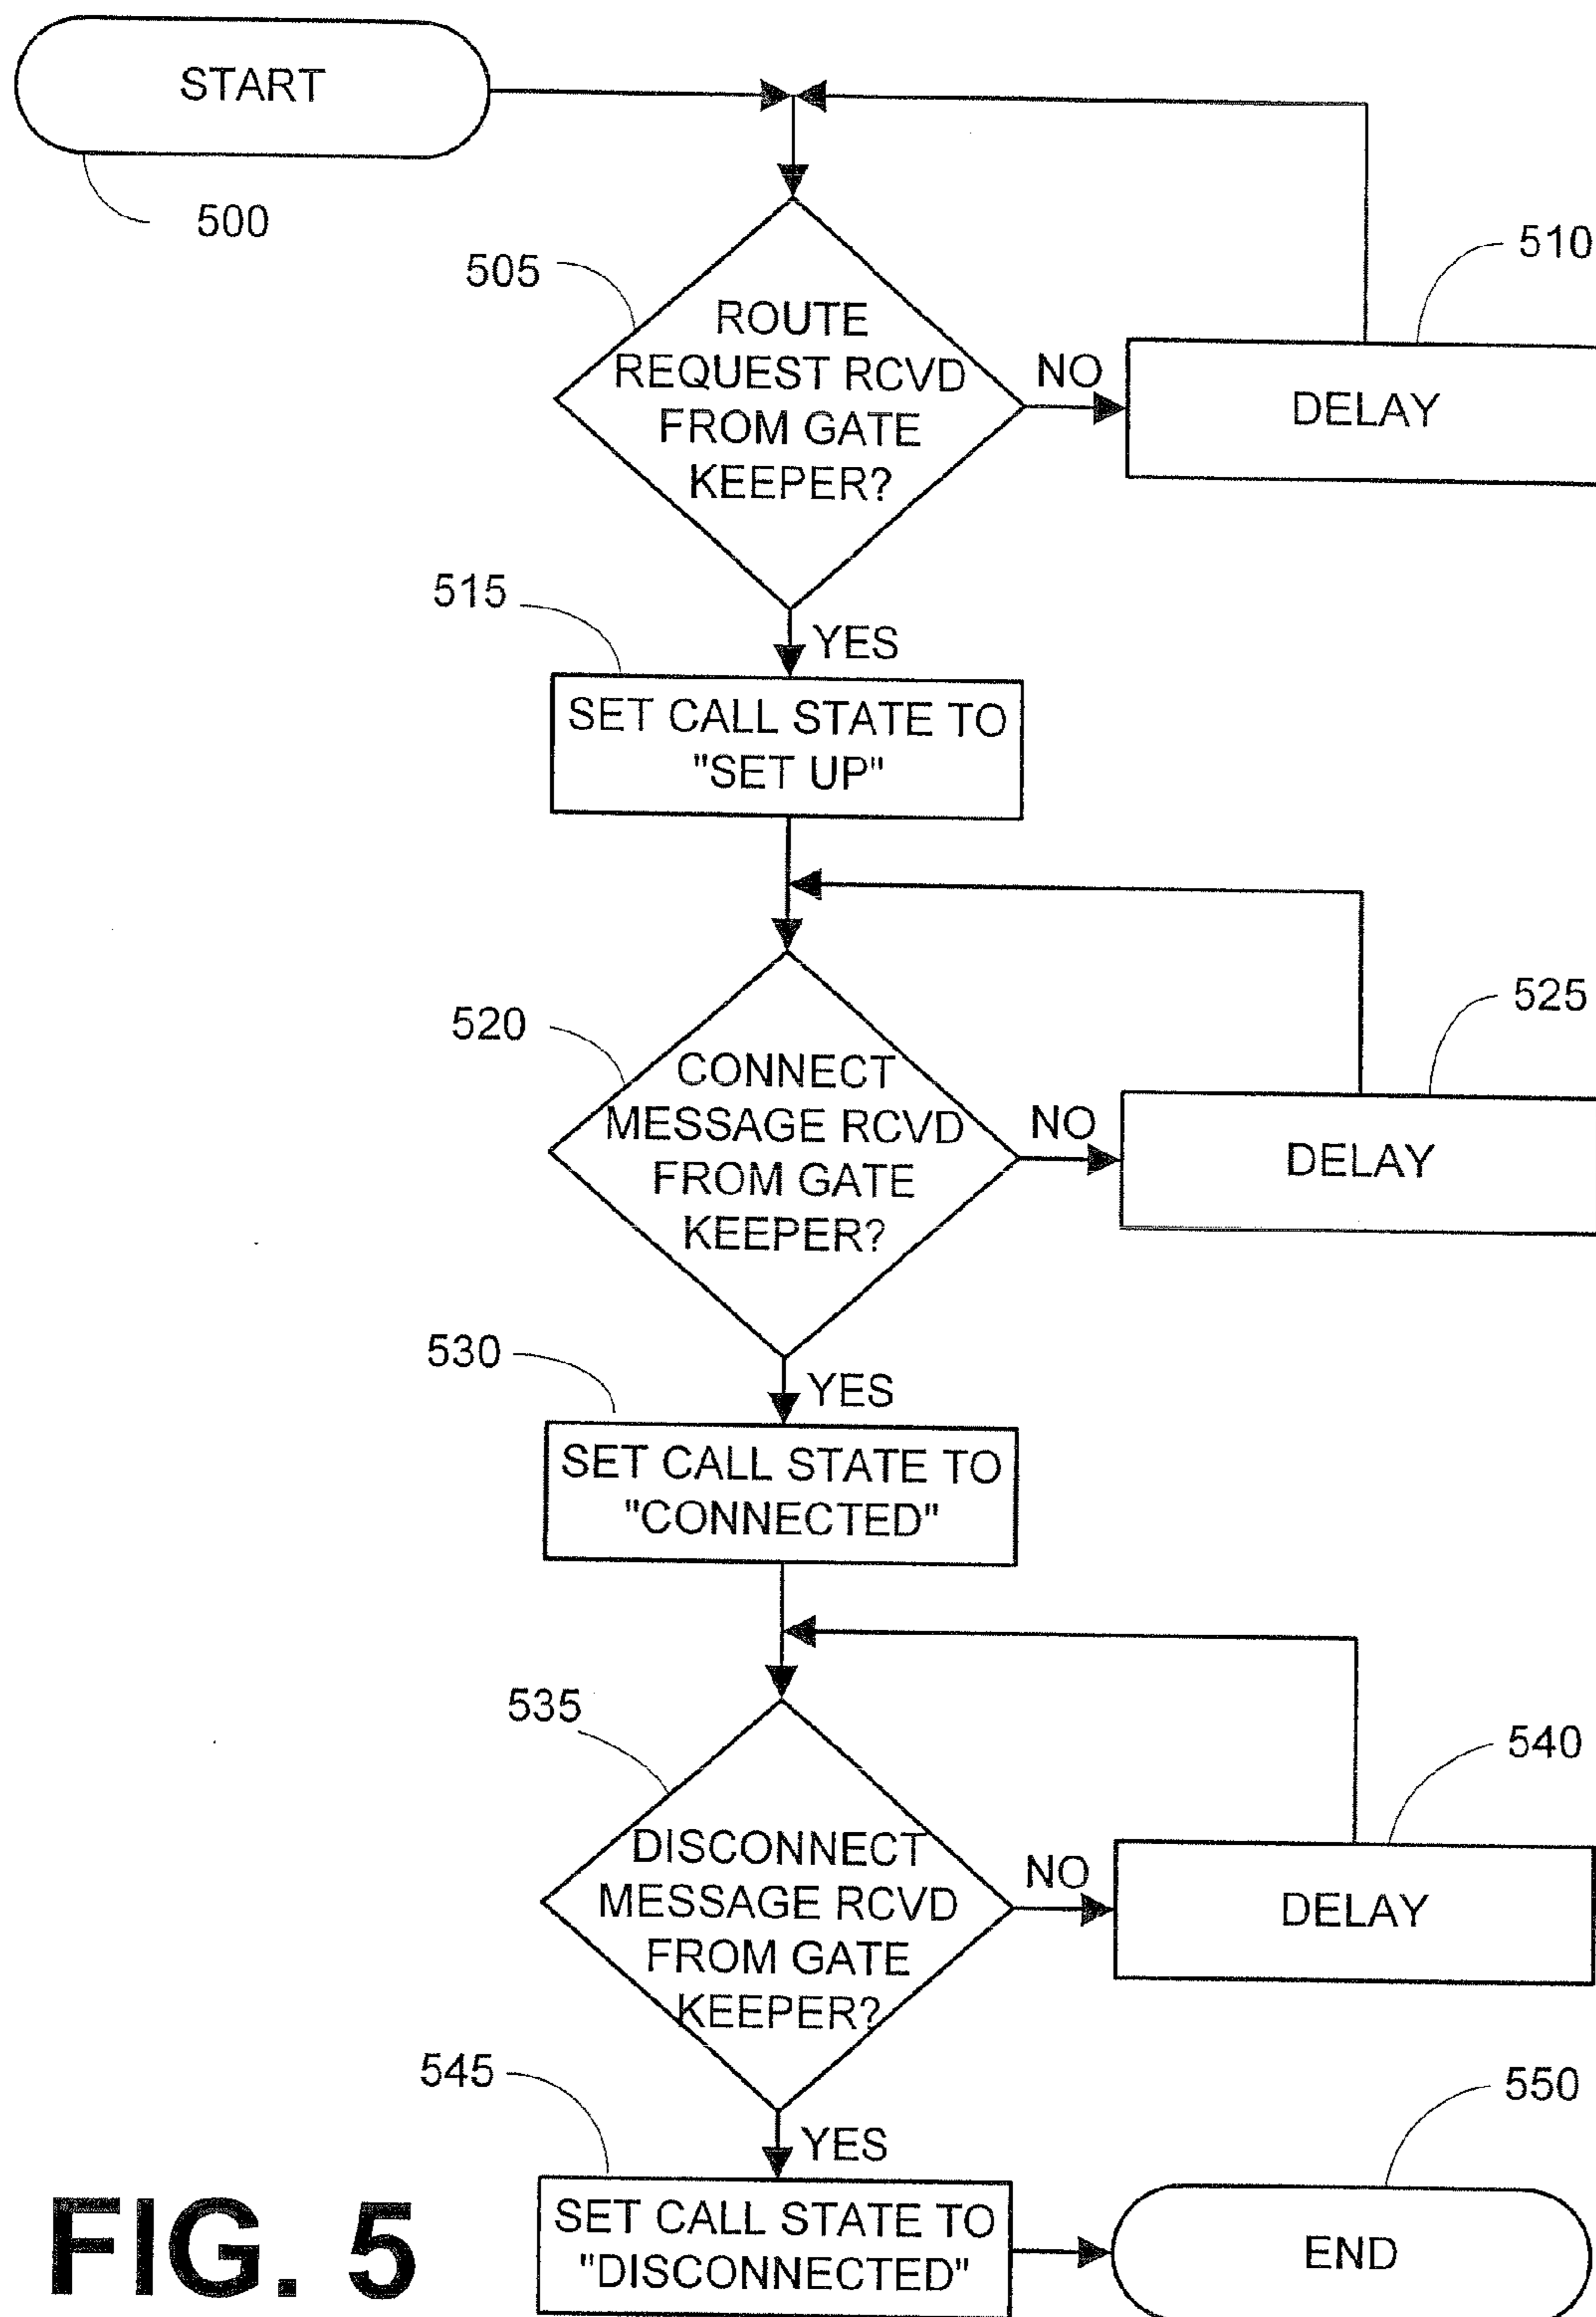 START
500
505
ROUTE
REQUEST RCVD
FROM GATE
KEEPER?
NO
510
DELAY
515
YES
SET CALL STATE TO
"SET UP"
520
CONNECT
MESSAGE RCVD
FROM GATE
KEEPER?
NO
525
DELAY
530
YES
SET CALL STATE TO
"CONNECTED"
535
DISCONNECT
MESSAGE RCVD
FROM GATE
KEEPER?
NO
540
DELAY
545
YES
SET CALL STATE TO
"DISCONNECTED"
550
END
FIG. 5